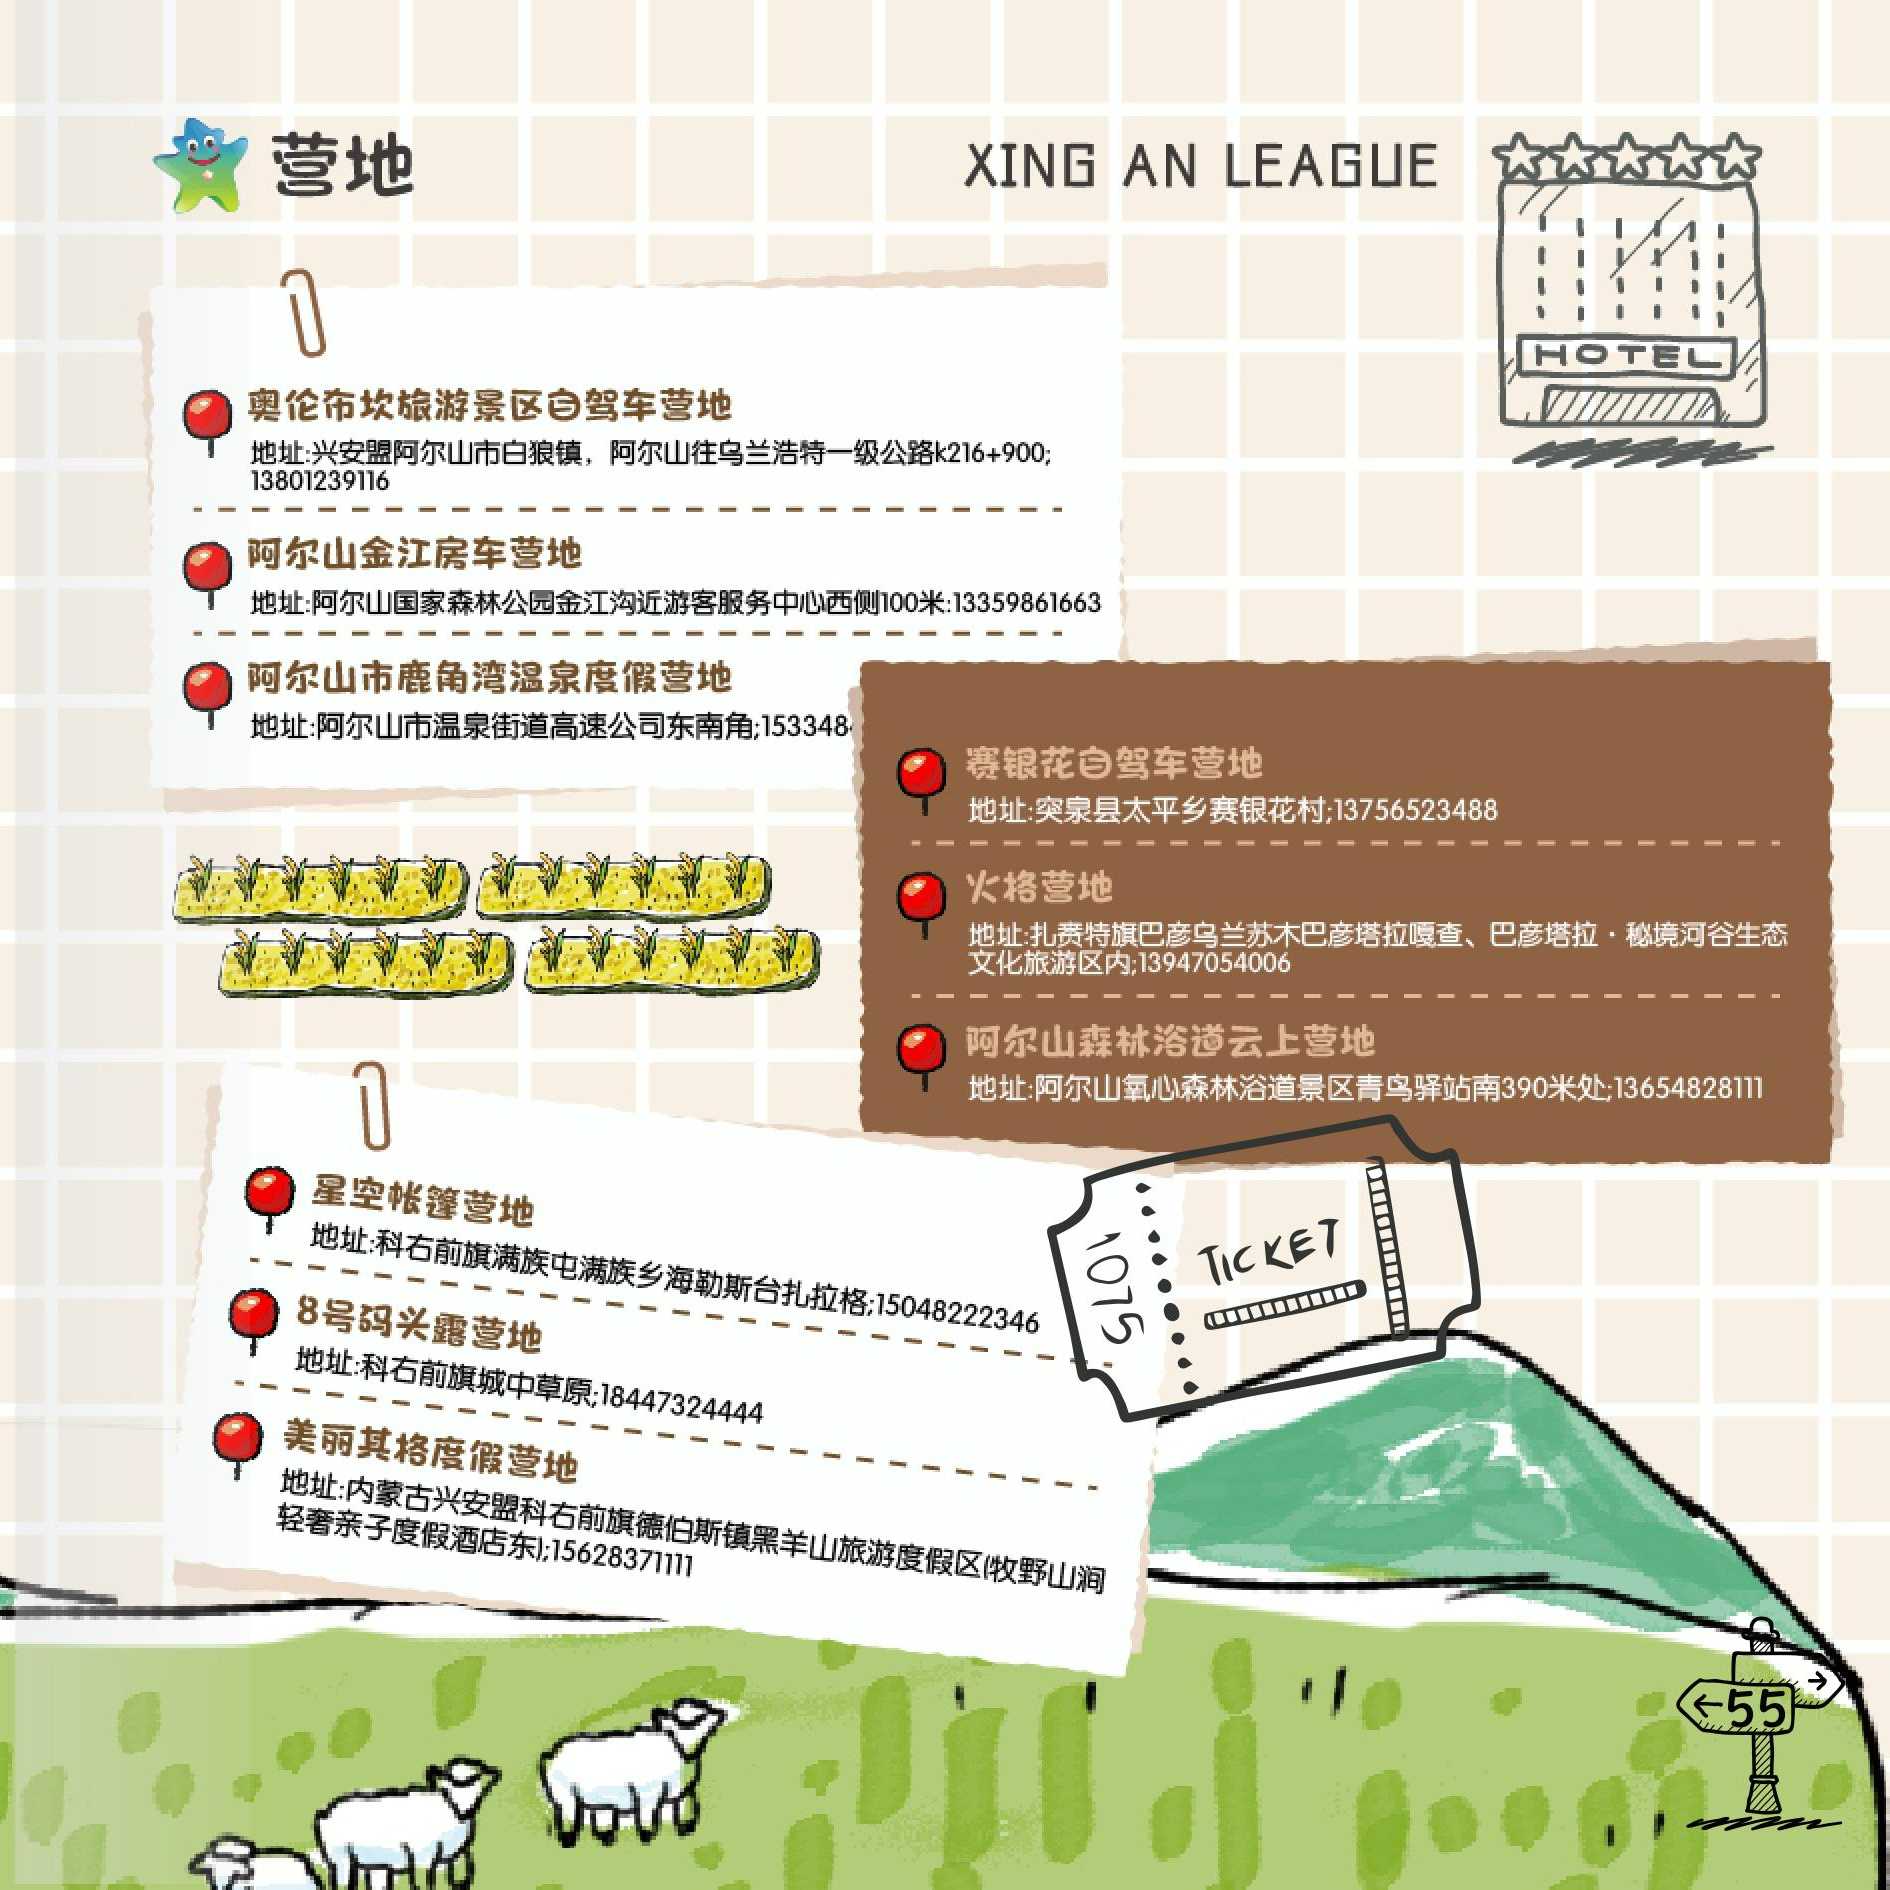 营地
XING AN LEAGUE
HOTEL
奥伦布坎旅游景区自驾车营地
地址:兴安盟阿尔山市白狼镇，阿尔山往乌兰浩特一级公路k216+900;
13801239116
阿尔山金江房车营地
地址:阿尔山国家森林公园金江沟近游客服务中心西侧100米:13359861663
阿尔山市鹿角湾温泉度假营地
地址:阿尔山市温泉街道高速公司东南角;153348
赛银花自驾车营地
地址:突泉县太平乡赛银花村;13756523488
火格营地
地址:扎赉特旗巴彦乌兰苏木巴彦塔拉嘎查、巴彦塔拉·秘境河谷生态
文化旅游区内;13947054006
阿尔山森林浴道云上营地
地址:阿尔山氧心森林浴道景区青鸟驿站南390米处;13654828111
星空帐篷营地
地址:科右前旗满族屯满族乡海勒斯台扎拉格;15048222346
8号码头露营地
地址:科右前旗城中草原;18447324444
美丽其格度假营地
地址:内蒙古兴安盟科右前旗德伯斯镇黑羊山旅游度假区(牧野山涧
轻奢亲子度假酒店东);15628371111
1075
TICKET
←55
→